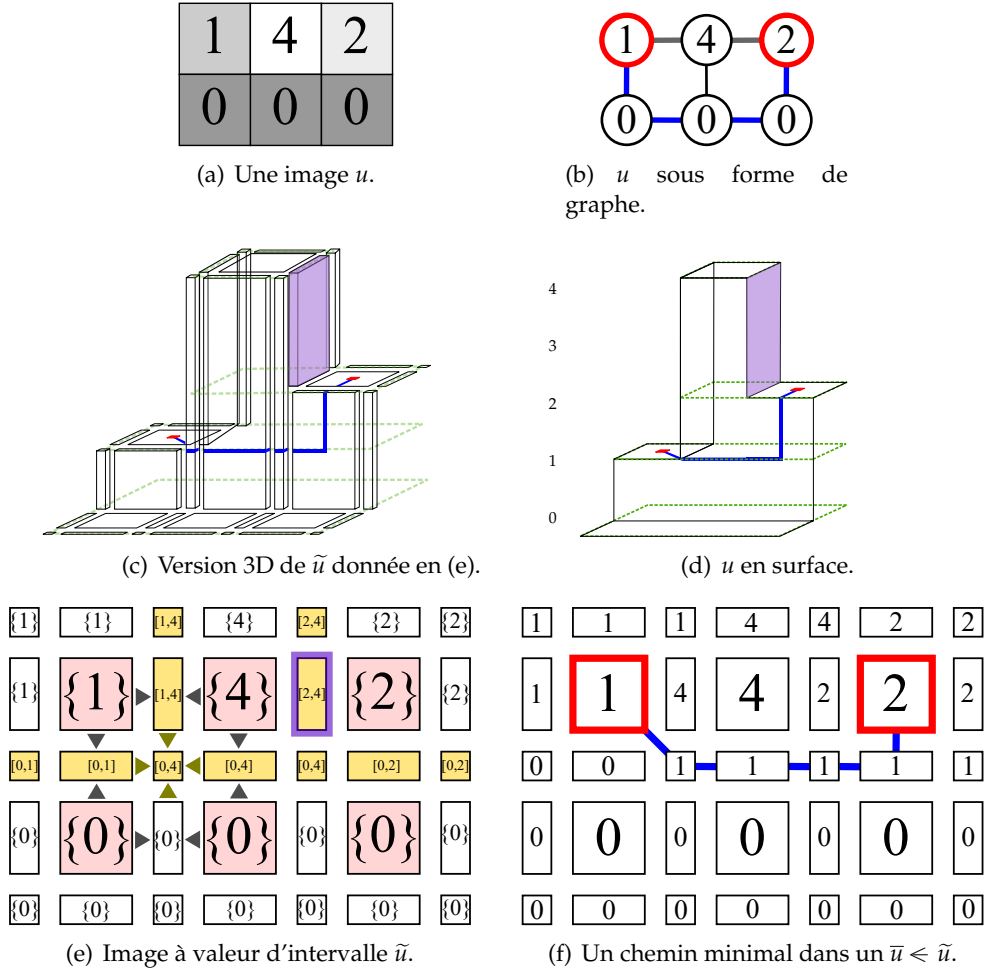 1 4 2
0 0 0
(a) Une image u.
1 4 2
0 0 0
(b) u sous forme de
graphe.
(c) Version 3D de ũ donnée en (e).
4
3
2
1
0
(d) u en surface.
{1} {1} [1,4] {4} [2,4] {2} {2}
{1} {1} [1,4] {4} [2,4] {2} {2}
[0,1] [0,1] [0,4] [0,4] [0,4] [0,2] [0,2]
{0} {0} {0} {0} {0} {0} {0}
{0} {0} {0} {0} {0} {0} {0}
(e) Image à valeur d'intervalle ũ.
1 1 1 4 4 2 2
1 1 4 4 2 2 2
0 0 1 1 1 1 1
0 0 0 0 0 0 0
0 0 0 0 0 0 0
(f) Un chemin minimal dans un u̅ ⋖ ũ.